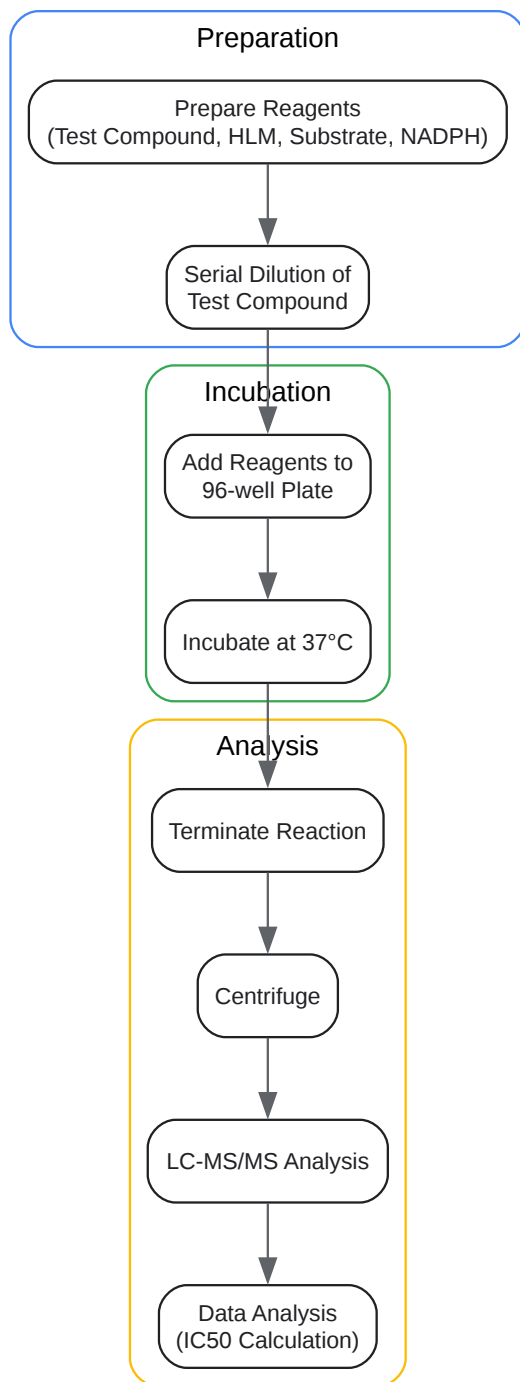 Preparation
Prepare Reagents
(Test Compound, HLM, Substrate, NADPH)
Serial Dilution of
Test Compound
Incubation
Add Reagents to
96-well Plate
Incubate at 37°C
Analysis
Terminate Reaction
Centrifuge
LC-MS/MS Analysis
Data Analysis
(IC50 Calculation)